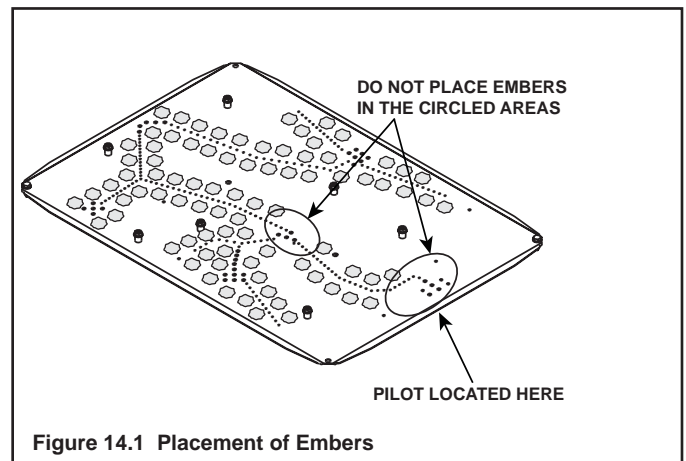 DO NOT PLACE EMBERS
IN THE CIRCLED AREAS
PILOT LOCATED HERE
Figure 14.1 Placement of Embers